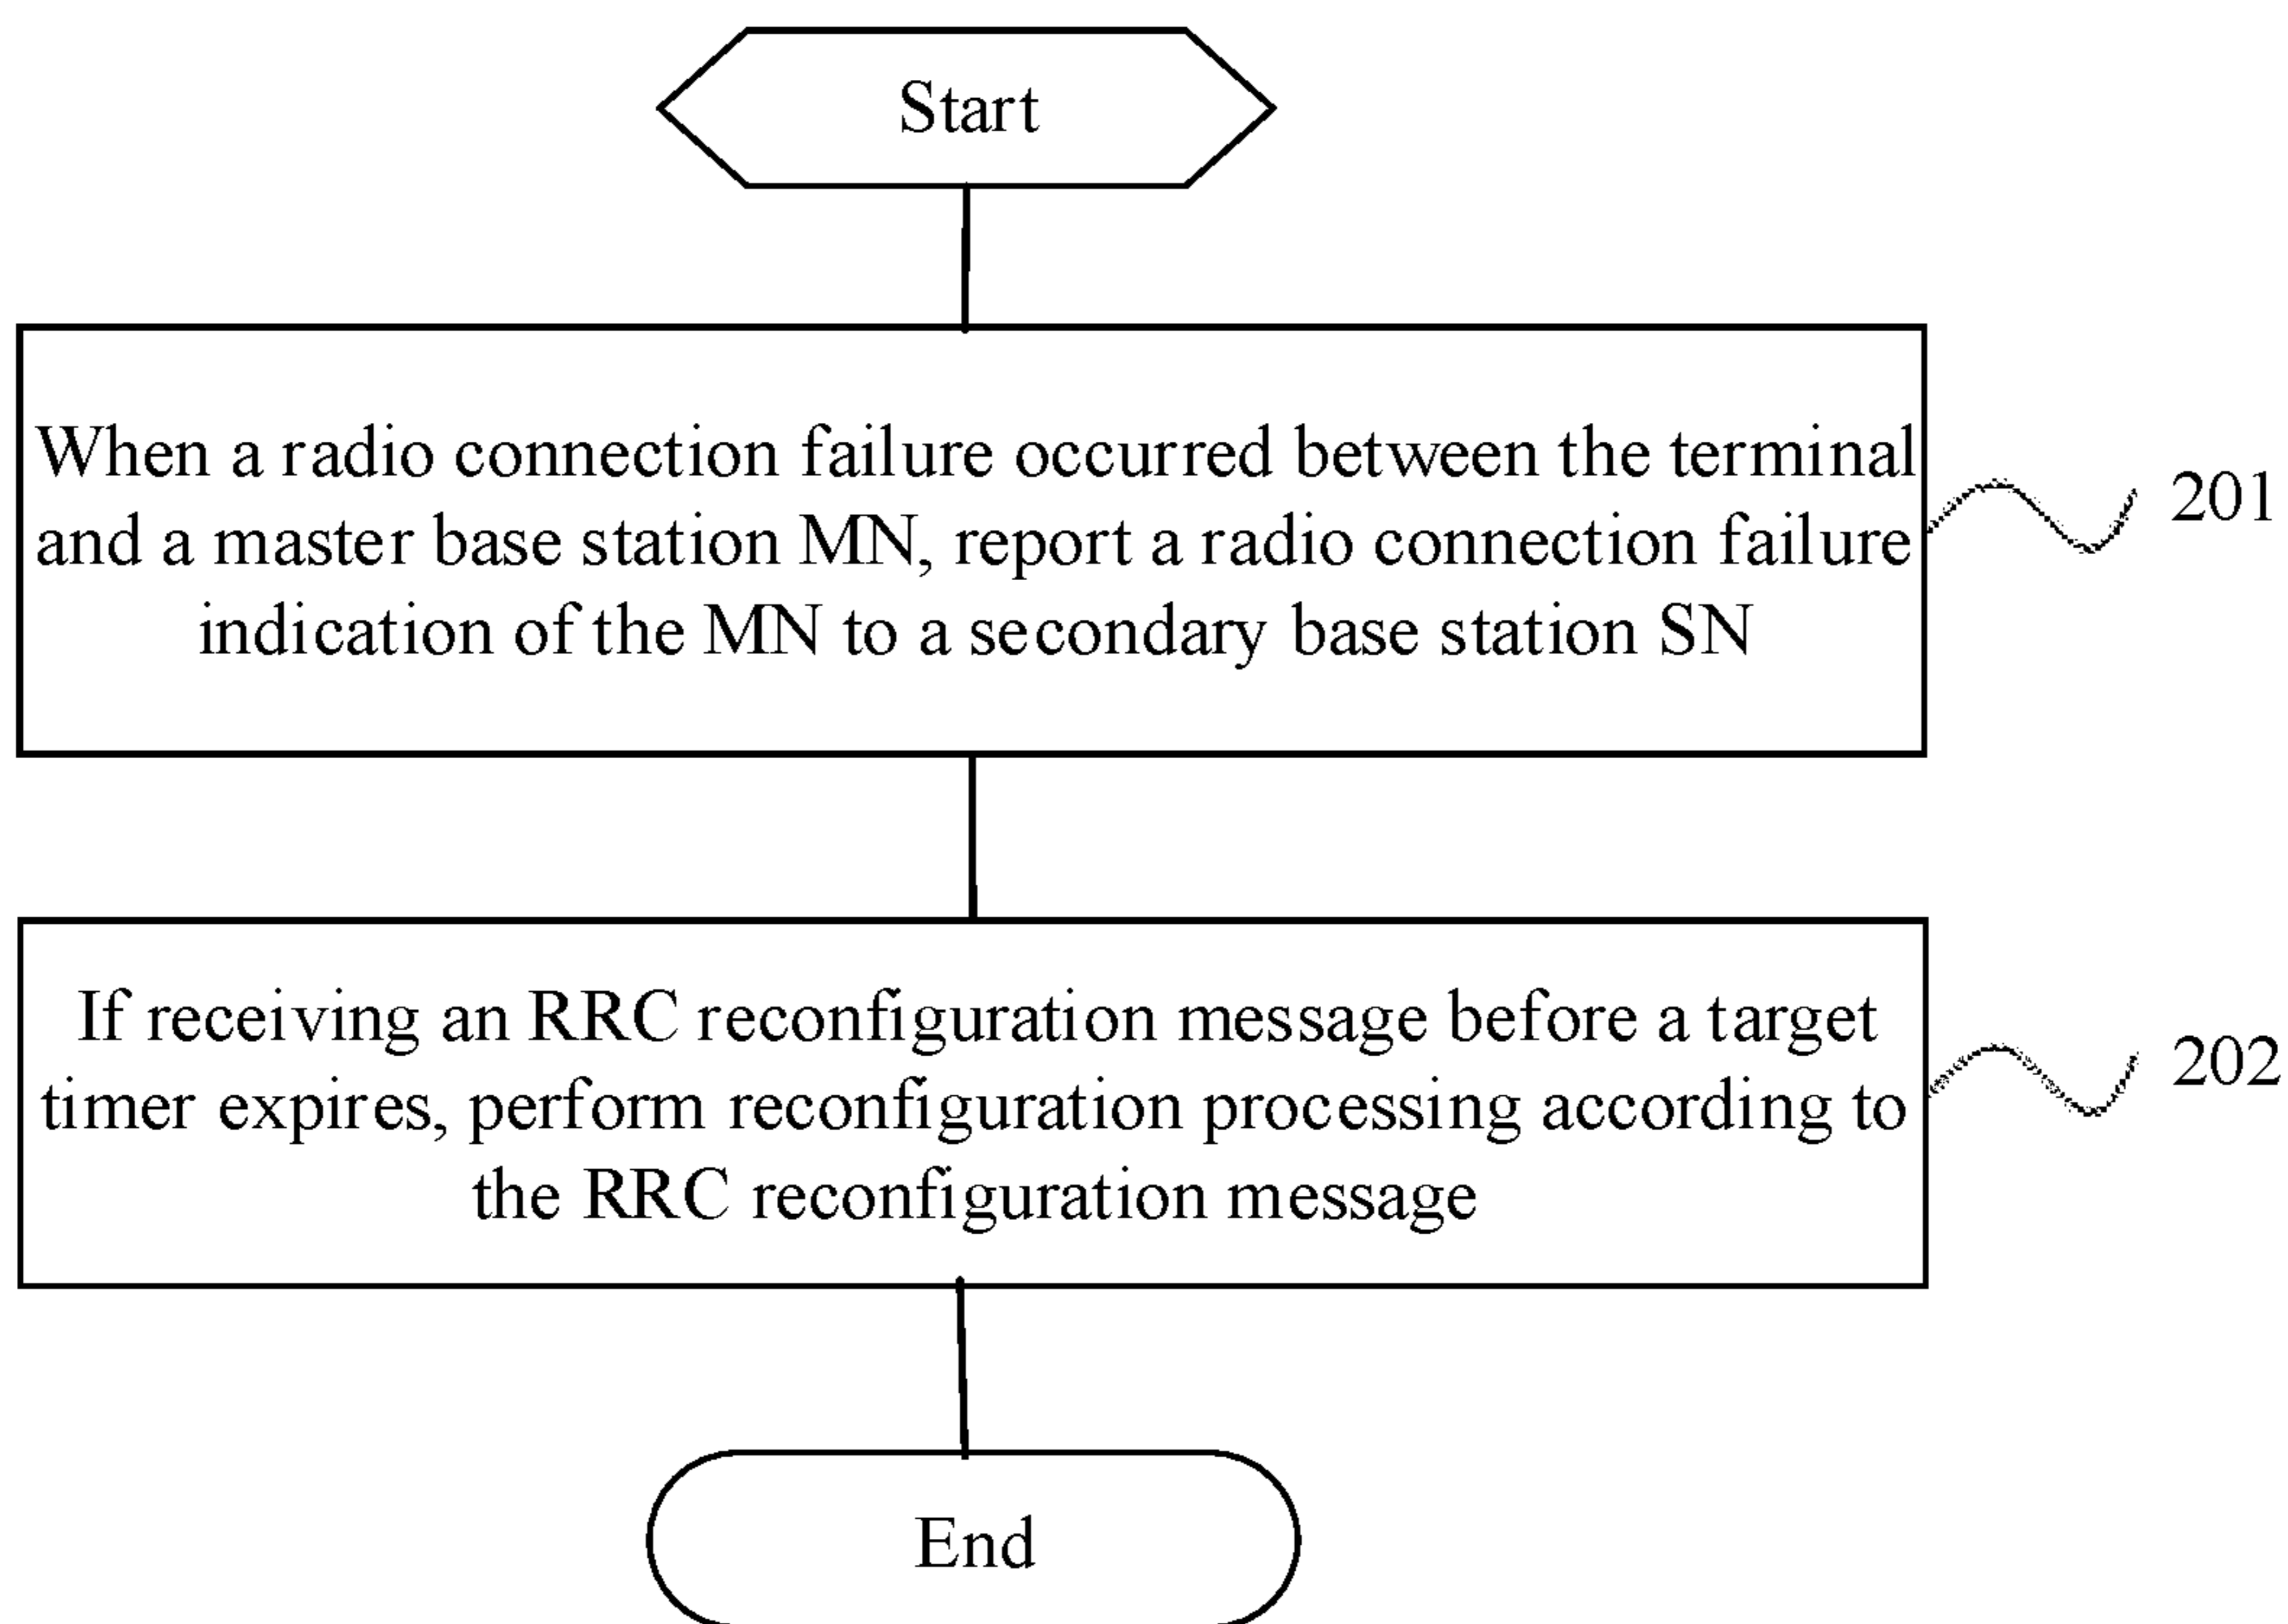 Start
When a radio connection failure occurred between the terminal
and a master base station MN, report a radio connection failure
indication of the MN to a secondary base station SN
201
If receiving an RRC reconfiguration message before a target
timer expires, perform reconfiguration processing according to
the RRC reconfiguration message
202
End